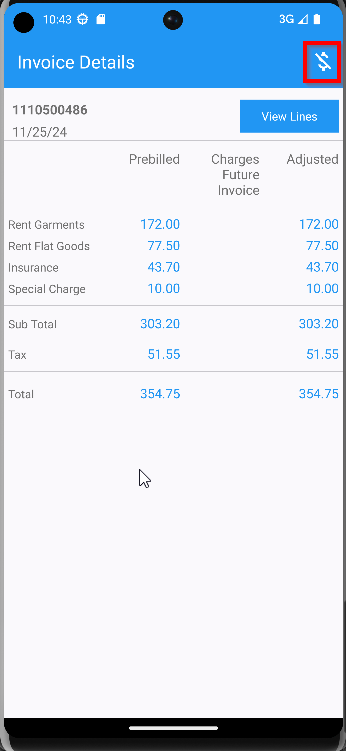 10:43 3G
Invoice Details
1110500486
11/25/24
View Lines
Prebilled Charges Adjusted
Future
Invoice
Rent Garments 172.00 172.00
Rent Flat Goods 77.50 77.50
Insurance 43.70 43.70
Special Charge 10.00 10.00
Sub Total 303.20 303.20
Tax 51.55 51.55
Total 354.75 354.75